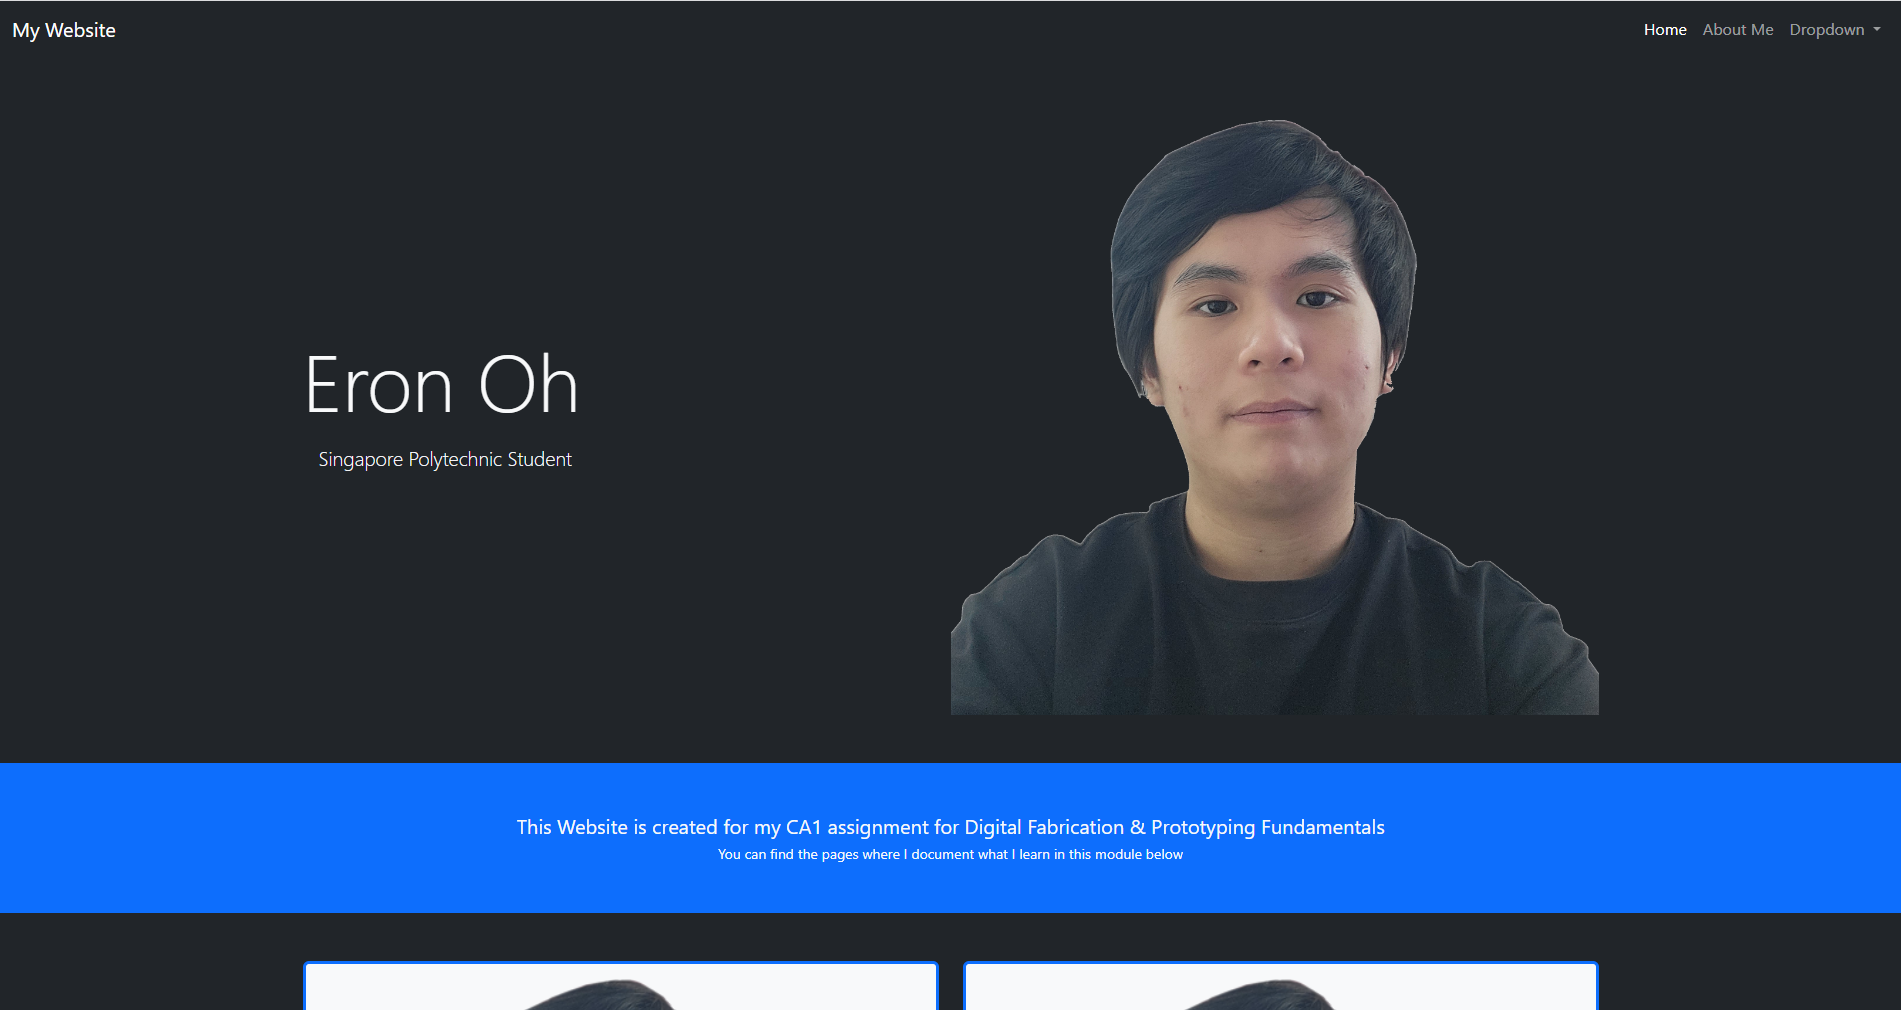 My Website
Home About Me Dropdown
Eron Oh
Singapore Polytechnic Student
This Website is created for my CA1 assignment for Digital Fabrication & Prototyping Fundamentals
You can find the pages where I document what I learn in this module below